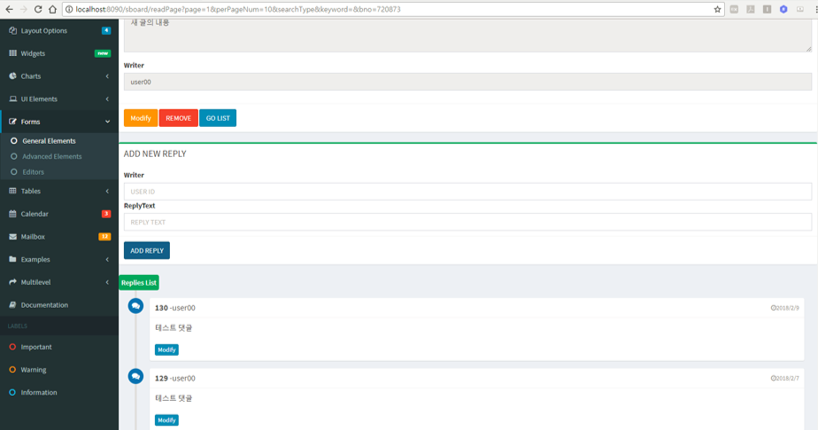 localhost:8090/sboard/readPage?page=1&perPageNum=10&searchType&keyword=&bno=720873
Layout Options 4
Widgets new
Charts
UI Elements
Forms
General Elements
Advanced Elements
Editors
Tables
Calendar 3
Mailbox 12
Examples
Multilevel
Documentation
LABELS
Important
Warning
Information
새 글의 내용
Writer
user00
Modify REMOVE GO LIST
ADD NEW REPLY
Writer
USER ID
ReplyText
REPLY TEXT
ADD REPLY
Replies List
130 -user00 2018/2/9
테스트 댓글
Modify
129 -user00 2018/2/7
테스트 댓글
Modify